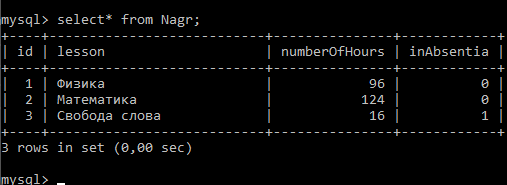 mysql> select* from Nagr;
+----+--------------------------+---------------+------------+
| id | lesson                   | numberOfHours | inAbsentia |
+----+--------------------------+---------------+------------+
|  1 | Физика                   |            96 |          0 |
|  2 | Математика               |           124 |          0 |
|  3 | Свобода слова            |            16 |          1 |
+----+--------------------------+---------------+------------+
3 rows in set (0,00 sec)
mysql> _